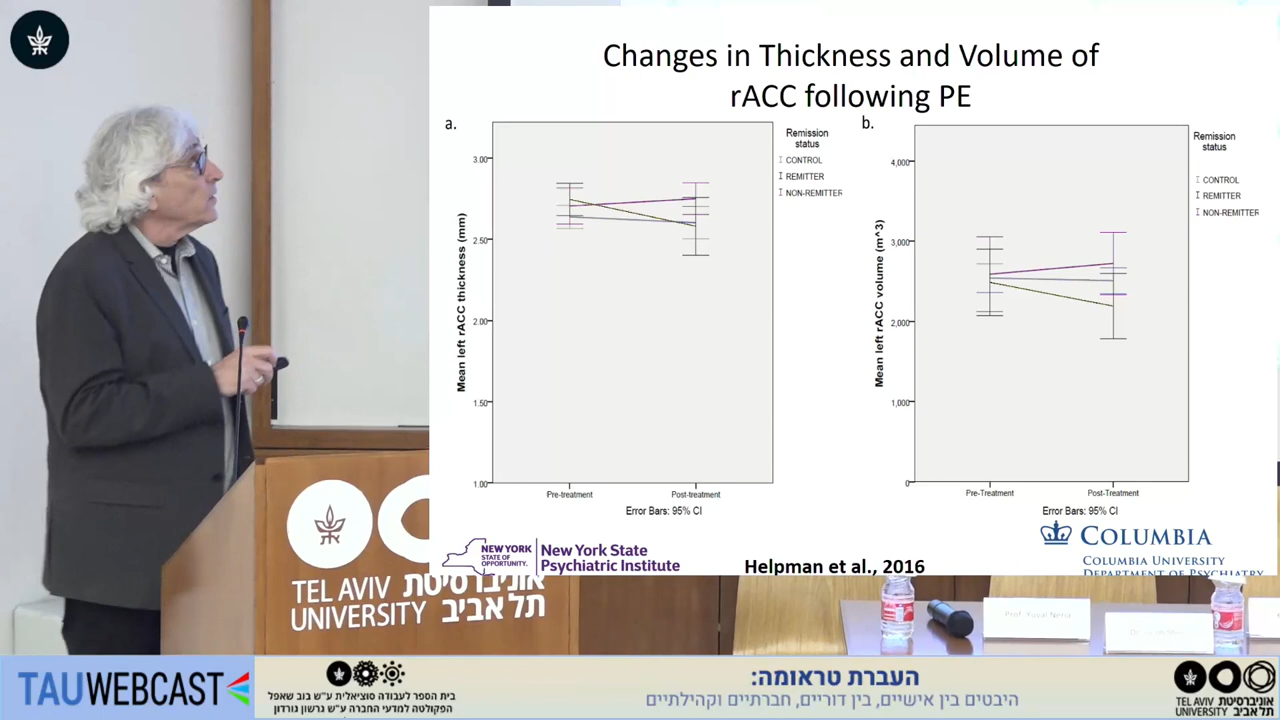 Changes in Thickness and Volume of
rACC following PE
a.
Mean left rACC thickness (mm)
3.00
2.50
2.00
1.50
1.00
Pre-treatment
Post-treatment
Error Bars: 95% CI
Remission
status
CONTROL
REMITTER
NON-REMITTER
b.
Mean left rACC volume (m^3)
4,000
3,000
2,000
1,000
0
Pre-Treatment
Post-Treatment
Error Bars: 95% CI
Remission
status
CONTROL
REMITTER
NON-REMITTER
NEW YORK
STATE OF
OPPORTUNITY.
New York State
Psychiatric Institute
Helpman et al., 2016
COLUMBIA
COLUMBIA UNIVERSITY
DEPARTMENT OF PSYCHIATRY
TEL AVIV אוניברסיטת
UNIVERSITY תל אביב
Prof. Yuval Neria
TAUWEBCAST
בית הספר לעבודה סוציאלית ע"ש בוב שאפל
הפקולטה למדעי החברה ע"ש גרשון גורדון
העברת טראומה:
היבטים בין אישיים, בין דוריים, חברתיים וקהילתיים
אוניברסיטת
תל אביב